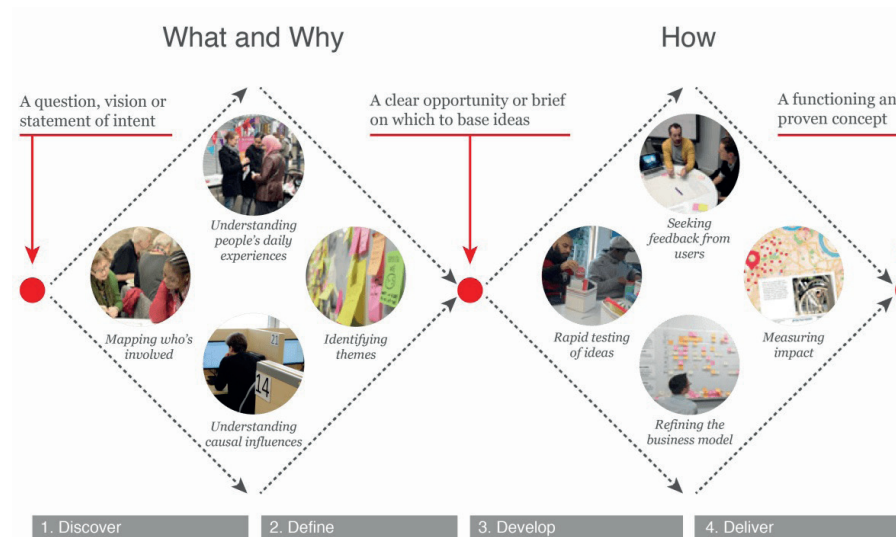 What and Why
How
A question, vision or
statement of intent
A clear opportunity or brief
on which to base ideas
A functioning an
proven concept
Understanding
people's daily
experiences
Seeking
feedback from
users
Mapping who's
involved
Identifying
themes
Rapid testing
of ideas
Measuring
impact
21
14
Understanding
causal influences
Refining the
business model
1. Discover
2. Define
3. Develop
4. Deliver